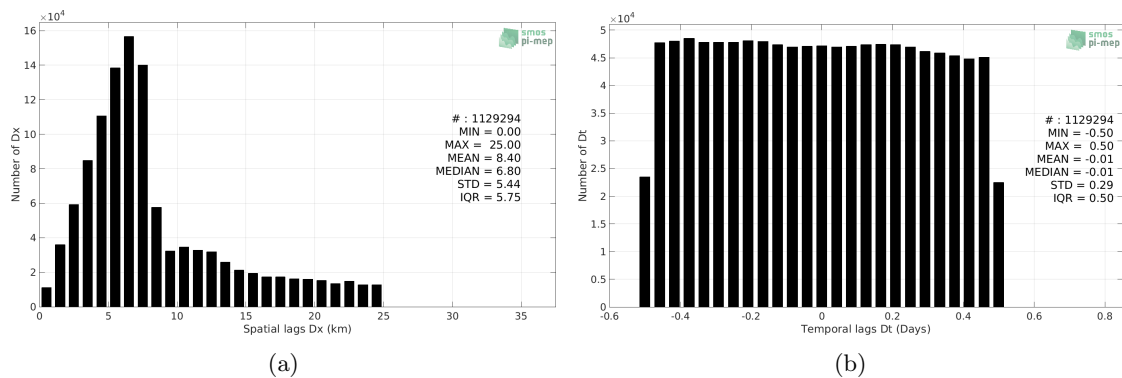 ×10⁴
16
14
12
10
8
6
4
2
0
Number of Dx
0 5 10 15 20 25 30 35
Spatial lags Dx (km)
smos
pi-mep
# : 1129294
MIN = 0.00
MAX = 25.00
MEAN = 8.40
MEDIAN = 6.80
STD = 5.44
IQR = 5.75
(a)
×10⁴
5
4.5
4
3.5
3
2.5
2
1.5
1
0.5
0
Number of Dt
-0.6 -0.4 -0.2 0 0.2 0.4 0.6 0.8
Temporal lags Dt (Days)
smos
pi-mep
# : 1129294
MIN = -0.50
MAX = 0.50
MEAN = -0.01
MEDIAN = -0.01
STD = 0.29
IQR = 0.50
(b)